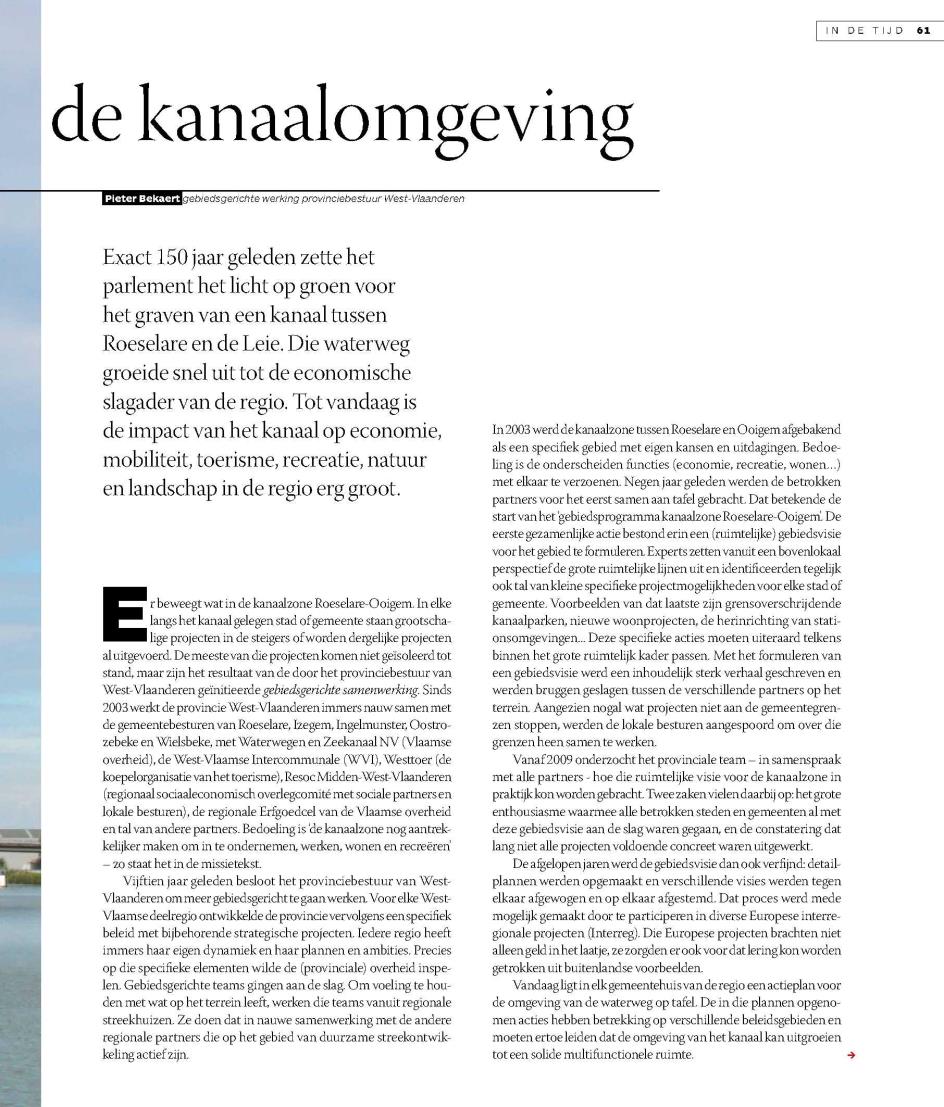 IN DE TIJD 61
de kanaalomgeving
Pieter Bekaert gebiedsgerichte werking provinciebestuur West-Vlaanderen
Exact 150 jaar geleden zette het
parlement het licht op groen voor
het graven van een kanaal tussen
Roeselare en de Leie. Die waterweg
groeide snel uit tot de economische
slagader van de regio. Tot vandaag is
de impact van het kanaal op economie,
mobiliteit, toerisme, recreatie, natuur
en landschap in de regio erg groot.
Er beweegt wat in de kanaalzone Roeselare-Ooigem. In elke
langs het kanaal gelegen stad of gemeente staan grootscha-
lige projecten in de steigers of worden dergelijke projecten
al uitgevoerd. De meeste van die projecten komen niet geïsoleerd tot
stand, maar zijn het resultaat van de door het provinciebestuur van
West-Vlaanderen geïnitieerde gebiedsgerichte samenwerking. Sinds
2003 werkt de provincie West-Vlaanderen immers nauw samen met
de gemeentebesturen van Roeselare, Izegem, Ingelmunster, Oostro-
zebeke en Wielsbeke, met Waterwegen en Zeekanaal NV (Vlaamse
overheid), de West-Vlaamse Intercommunale (WVI), Westtoer (de
koepelorganisatie van het toerisme), Resoc Midden-West-Vlaanderen
(regionaal sociaaleconomisch overlegcomité met sociale partners en
lokale besturen), de regionale Erfgoedcel van de Vlaamse overheid
en tal van andere partners. Bedoeling is 'de kanaalzone nog aantrek-
kelijker maken om in te ondernemen, werken, wonen en recreëren'
– zo staat het in de missietekst.
Vijftien jaar geleden besloot het provinciebestuur van West-
Vlaanderen om meer gebiedsgericht te gaan werken. Voor elke West-
Vlaamse deelregio ontwikkelde de provincie vervolgens een specifiek
beleid met bijbehorende strategische projecten. Iedere regio heeft
immers haar eigen dynamiek en haar plannen en ambities. Precies
op die specifieke elementen wilde de (provinciale) overheid inspe-
len. Gebiedsgerichte teams gingen aan de slag. Om voeling te hou-
den met wat op het terrein leeft, werken die teams vanuit regionale
streekhuizen. Ze doen dat in nauwe samenwerking met de andere
regionale partners die op het gebied van duurzame streekontwik-
keling actief zijn.
In 2003 werd de kanaalzone tussen Roeselare en Ooigem afgebakend
als een specifiek gebied met eigen kansen en uitdagingen. Bedoe-
ling is de onderscheiden functies (economie, recreatie, wonen…)
met elkaar te verzoenen. Negen jaar geleden werden de betrokken
partners voor het eerst samen aan tafel gebracht. Dat betekende de
start van het 'gebiedsprogramma kanaalzone Roeselare-Ooigem'. De
eerste gezamenlijke actie bestond erin een (ruimtelijke) gebiedsvisie
voor het gebied te formuleren. Experts zetten vanuit een bovenlokaal
perspectief de grote ruimtelijke lijnen uit en identificeerden tegelijk
ook tal van kleine specifieke projectmogelijkheden voor elke stad of
gemeente. Voorbeelden van dat laatste zijn grensoverschrijdende
kanaalparken, nieuwe woonprojecten, de herinrichting van stati-
onsomgevingen... Deze specifieke acties moeten uiteraard telkens
binnen het grote ruimtelijk kader passen. Met het formuleren van
een gebiedsvisie werd een inhoudelijk sterk verhaal geschreven en
werden bruggen geslagen tussen de verschillende partners op het
terrein. Aangezien nogal wat projecten niet aan de gemeentegren-
zen stoppen, werden de lokale besturen aangespoord om over die
grenzen heen samen te werken.
Vanaf 2009 onderzocht het provinciale team – in samenspraak
met alle partners - hoe die ruimtelijke visie voor de kanaalzone in
praktijk kon worden gebracht. Twee zaken vielen daarbij op: het grote
enthousiasme waarmee alle betrokken steden en gemeenten al met
deze gebiedsvisie aan de slag waren gegaan, en de constatering dat
lang niet alle projecten voldoende concreet waren uitgewerkt.
De afgelopen jaren werd de gebiedsvisie dan ook verfijnd: detail-
plannen werden opgemaakt en verschillende visies werden tegen
elkaar afgewogen en op elkaar afgestemd. Dat proces werd mede
mogelijk gemaakt door te participeren in diverse Europese interre-
gionale projecten (Interreg). Die Europese projecten brachten niet
alleen geld in het laatje, ze zorgden er ook voor dat lering kon worden
getrokken uit buitenlandse voorbeelden.
Vandaag ligt in elk gemeentehuis van de regio een actieplan voor
de omgeving van de waterweg op tafel. De in die plannen opgeno-
men acties hebben betrekking op verschillende beleidsgebieden en
moeten ertoe leiden dat de omgeving van het kanaal kan uitgroeien
tot een solide multifunctionele ruimte. →